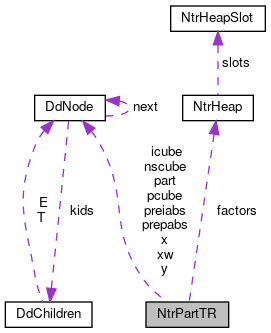 NtrHeapSlot
slots
DdNode
next
NtrHeap
icube
nscube
part
pcube
preiabs
prepabs
x
xw
y
E
T
kids
factors
DdChildren
NtrPartTR